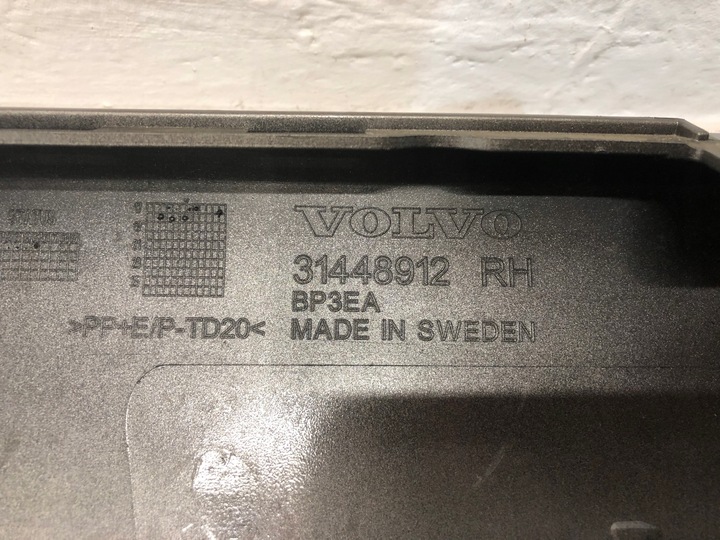 VOLVO
31448912 RH
BP3EA
>PP+E/P-TD20<
MADE IN SWEDEN